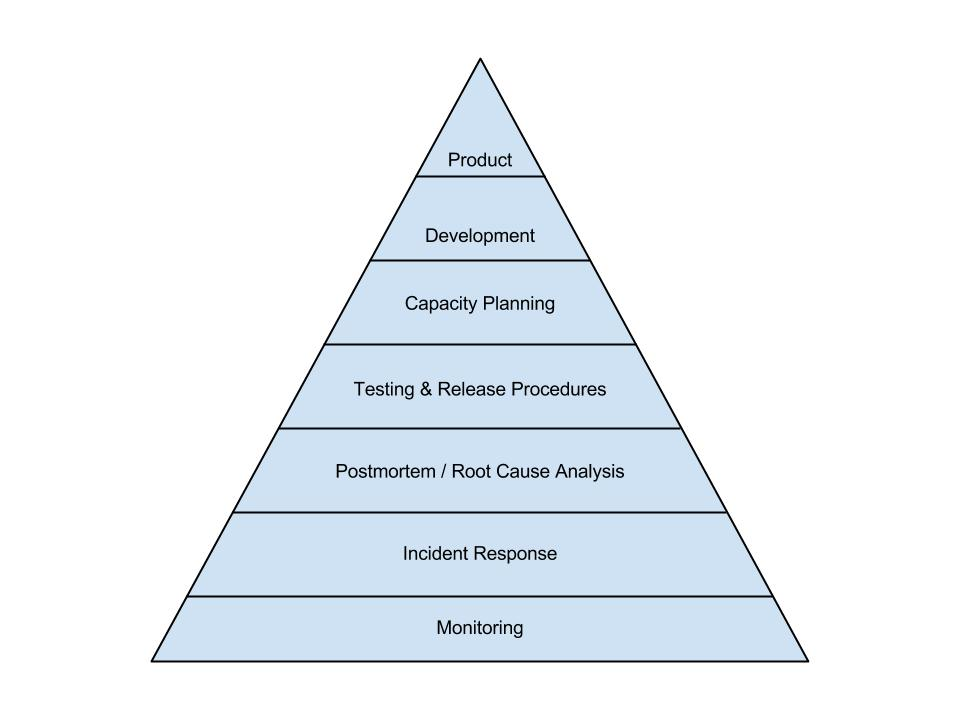 Product
Development
Capacity Planning
Testing & Release Procedures
Postmortem / Root Cause Analysis
Incident Response
Monitoring